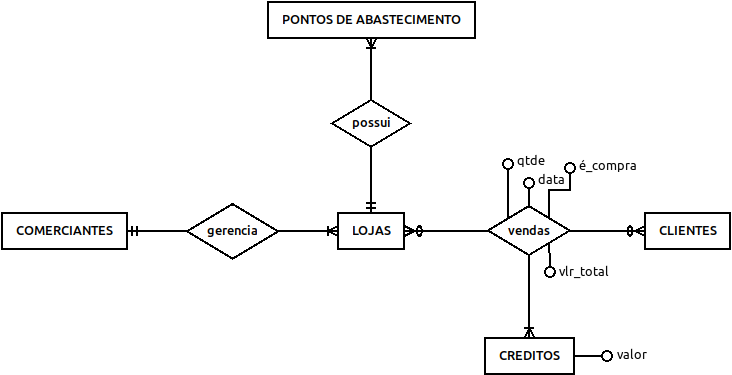 PONTOS DE ABASTECIMENTO
possui
qtde
é_compra
data
COMERCIANTES
gerencia
LOJAS
vendas
CLIENTES
vlr_total
CREDITOS
valor